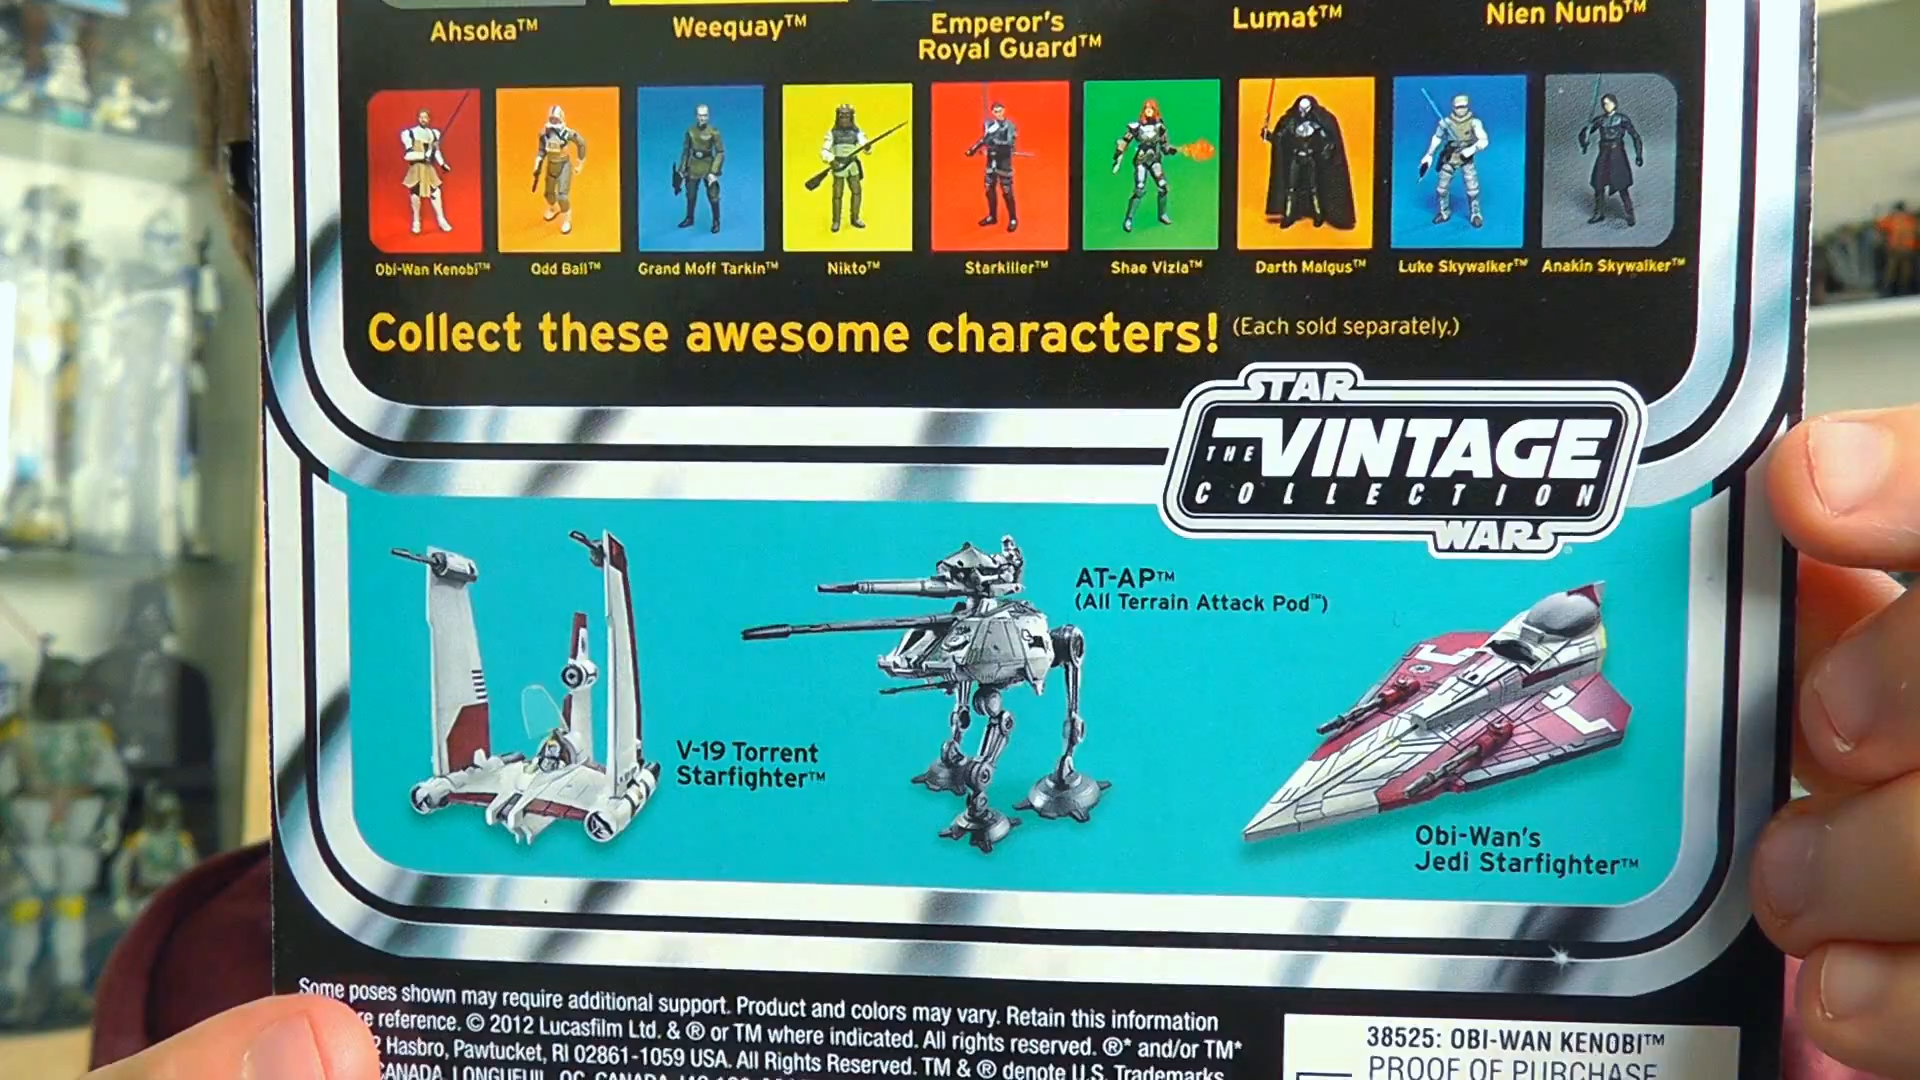 Ahsoka™
Weequay™
Emperor's
Royal Guard™
Lumat™
Nien Nunb™
Obi-Wan Kenobi™
Odd Ball™
Grand Moff Tarkin™
Nikto™
Starkiller™
Shae Vizla™
Darth Malgus™
Luke Skywalker™
Anakin Skywalker™
Collect these awesome characters! (Each sold separately.)
STAR
THE VINTAGE
COLLECTION
WARS®
V-19 Torrent
Starfighter™
AT-AP™
(All Terrain Attack Pod™)
Obi-Wan's
Jedi Starfighter™
Some poses shown may require additional support. Product and colors may vary. Retain this information
reference. © 2012 Lucasfilm Ltd. & ® or TM where indicated. All rights reserved. ®* and/or TM*
Hasbro, Pawtucket, RI 02861-1059 USA. All Rights Reserved. TM & ® denote U.S. Trademarks.
CANADA, LONGUEUIL, QC, CANADA
38525: OBI-WAN KENOBI™
PROOF OF PURCHASE